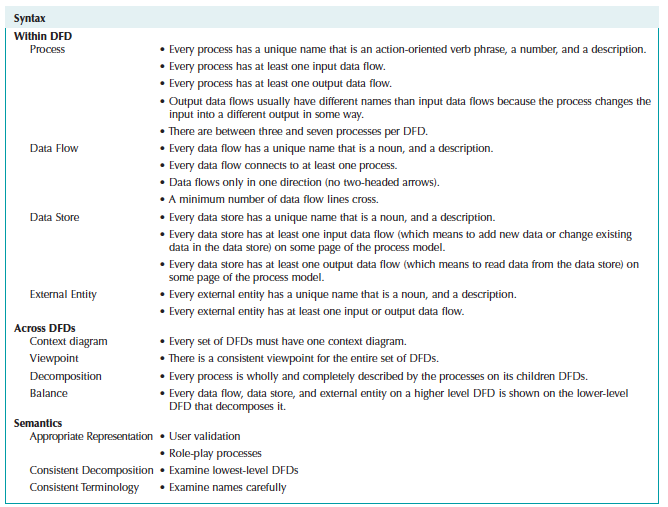 Syntax
Within DFD
Process • Every process has a unique name that is an action-oriented verb phrase, a number, and a description.
• Every process has at least one input data flow.
• Every process has at least one output data flow.
• Output data flows usually have different names than input data flows because the process changes the
input into a different output in some way.
• There are between three and seven processes per DFD.
Data Flow • Every data flow has a unique name that is a noun, and a description.
• Every data flow connects to at least one process.
• Data flows only in one direction (no two-headed arrows).
• A minimum number of data flow lines cross.
Data Store • Every data store has a unique name that is a noun, and a description.
• Every data store has at least one input data flow (which means to add new data or change existing
data in the data store) on some page of the process model.
• Every data store has at least one output data flow (which means to read data from the data store) on
some page of the process model.
External Entity • Every external entity has a unique name that is a noun, and a description.
• Every external entity has at least one input or output data flow.
Across DFDs
Context diagram • Every set of DFDs must have one context diagram.
Viewpoint • There is a consistent viewpoint for the entire set of DFDs.
Decomposition • Every process is wholly and completely described by the processes on its children DFDs.
Balance • Every data flow, data store, and external entity on a higher level DFD is shown on the lower-level
DFD that decomposes it.
Semantics
Appropriate Representation • User validation
• Role-play processes
Consistent Decomposition • Examine lowest-level DFDs
Consistent Terminology • Examine names carefully